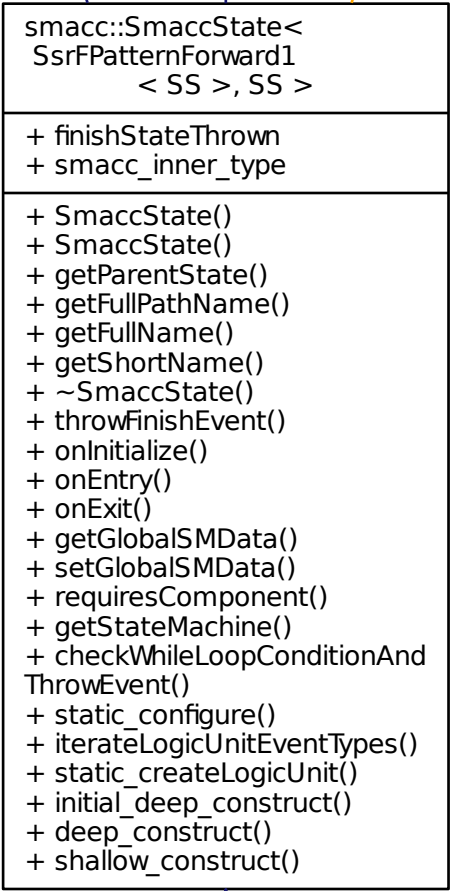 smacc::SmaccState<
SsrFPatternForward1
< SS >, SS >
+ finishStateThrown
+ smacc_inner_type
+ SmaccState()
+ SmaccState()
+ getParentState()
+ getFullPathName()
+ getFullName()
+ getShortName()
+ ~SmaccState()
+ throwFinishEvent()
+ onInitialize()
+ onEntry()
+ onExit()
+ getGlobalSMData()
+ setGlobalSMData()
+ requiresComponent()
+ getStateMachine()
+ checkWhileLoopConditionAnd
ThrowEvent()
+ static_configure()
+ iterateLogicUnitEventTypes()
+ static_createLogicUnit()
+ initial_deep_construct()
+ deep_construct()
+ shallow_construct()